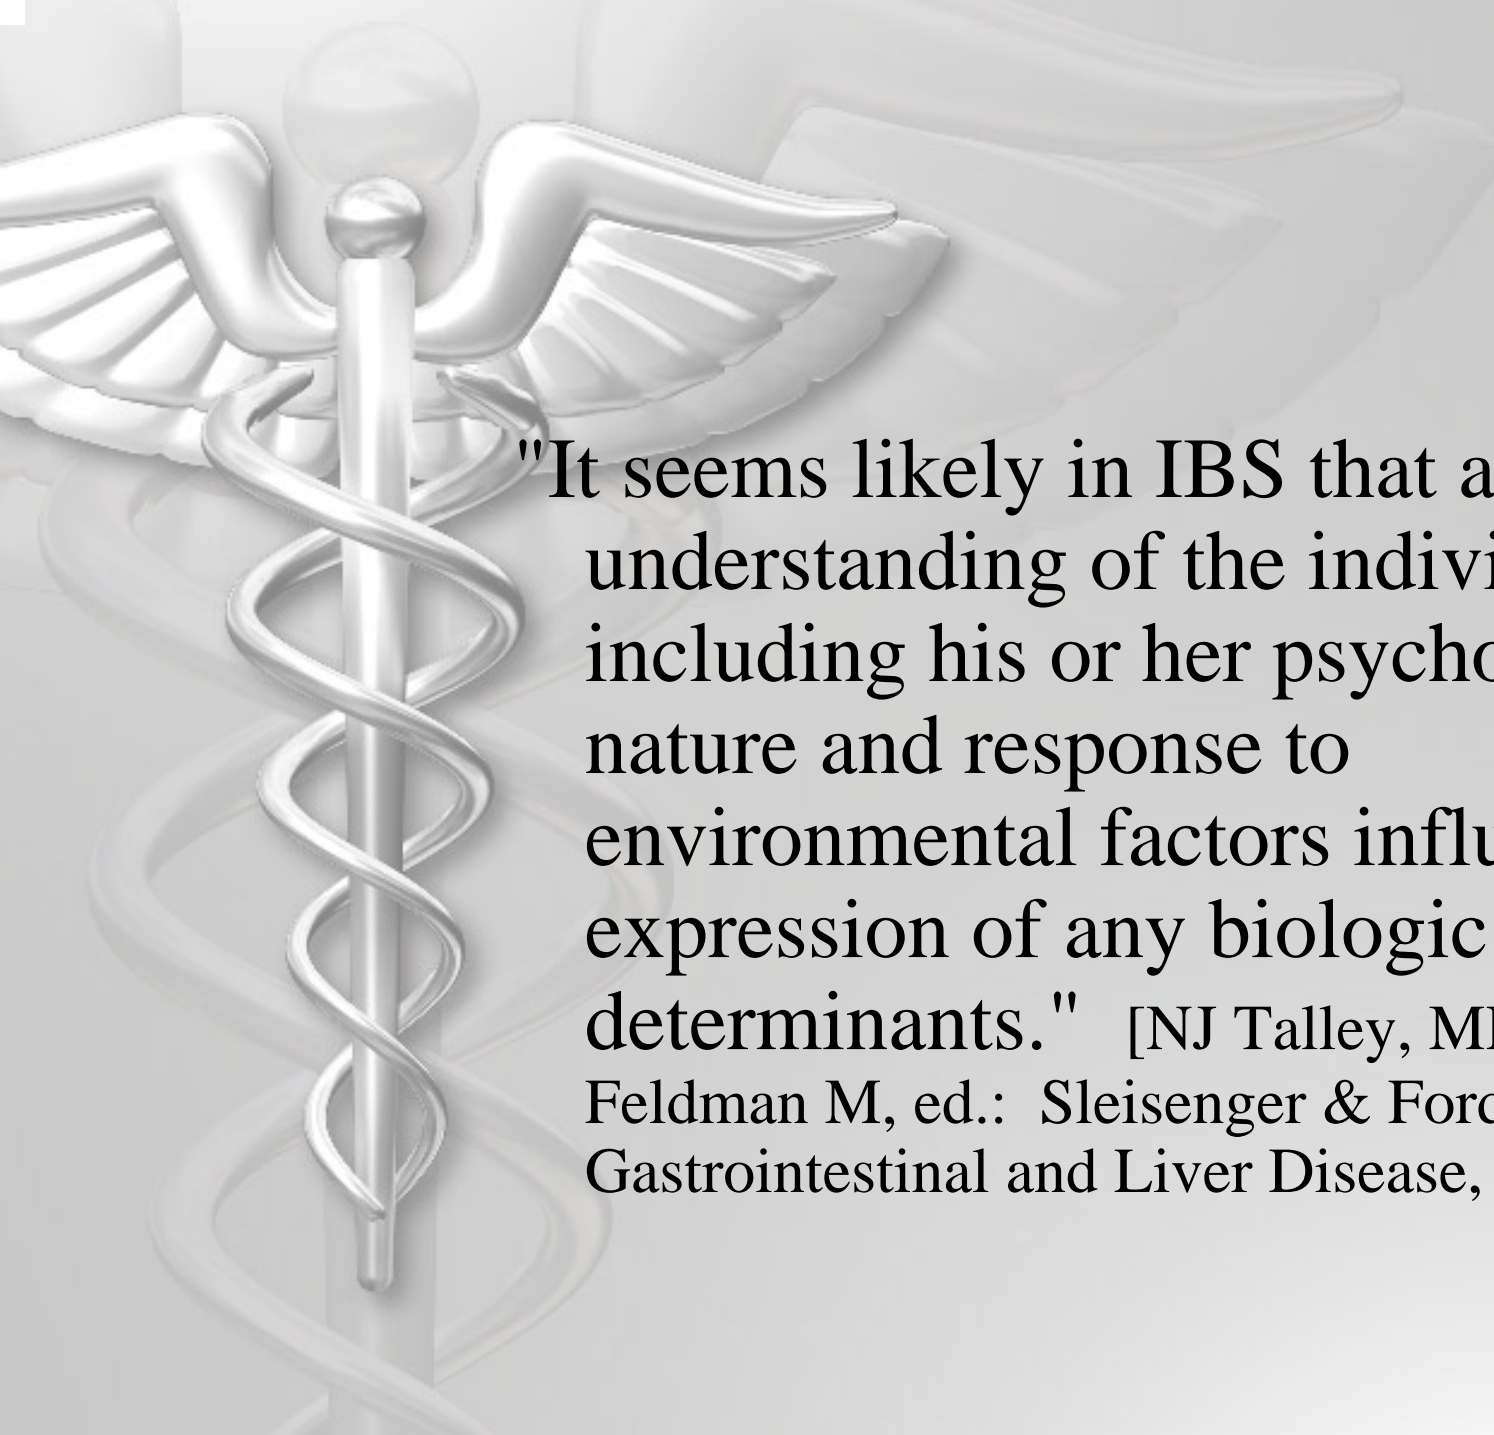 "It seems likely in IBS that a
understanding of the indivi
including his or her psycho
nature and response to
environmental factors influ
expression of any biologic
determinants."  [NJ Talley, M
Feldman M, ed.:  Sleisenger & Ford
Gastrointestinal and Liver Disease,